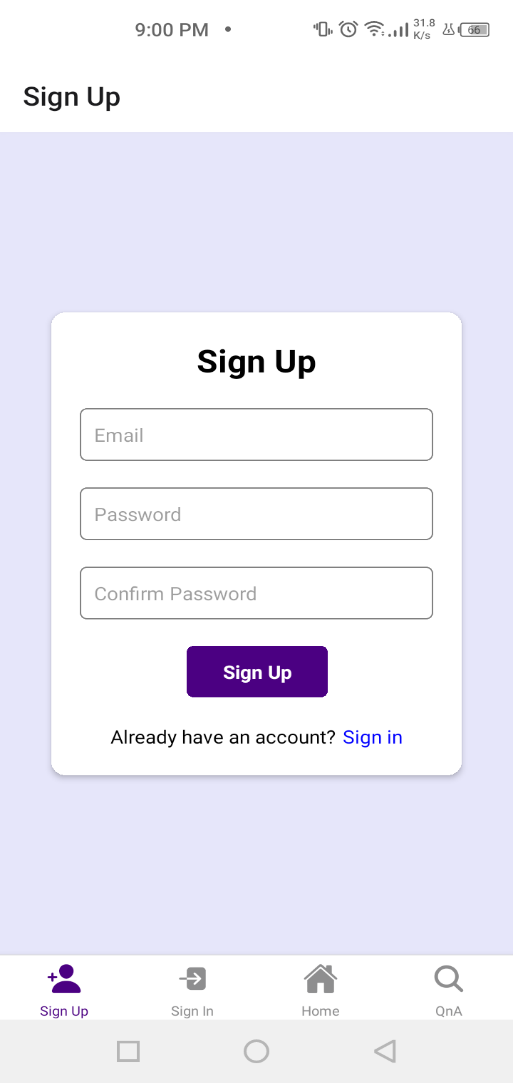 9:00 PM •
31.8
K/s
66
Sign Up
Sign Up
Email
Password
Confirm Password
Sign Up
Already have an account? Sign in
Sign Up
Sign In
Home
QnA